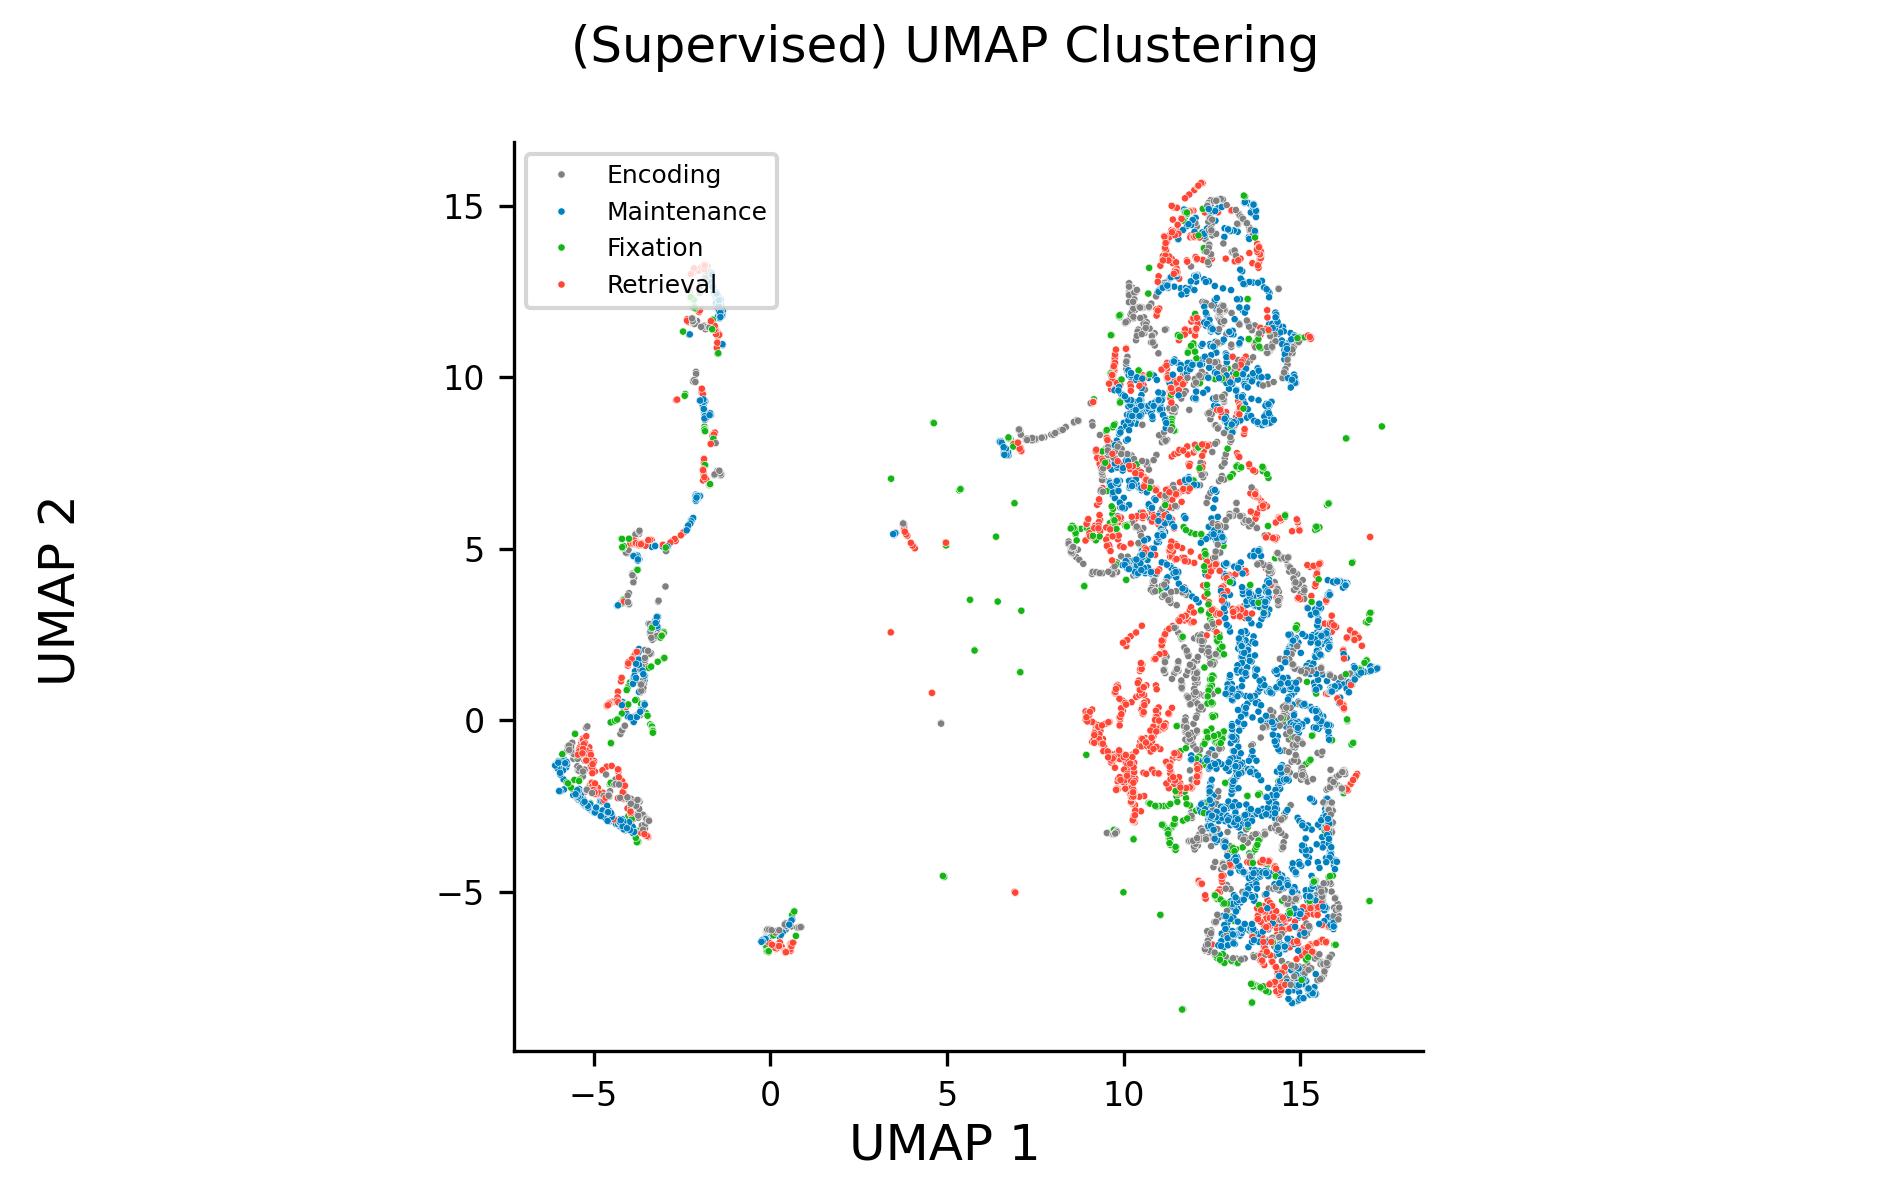 (Supervised) UMAP Clustering
Encoding
Maintenance
Fixation
Retrieval
15
10
5
0
−5
UMAP 2
−5 0 5 10 15
UMAP 1